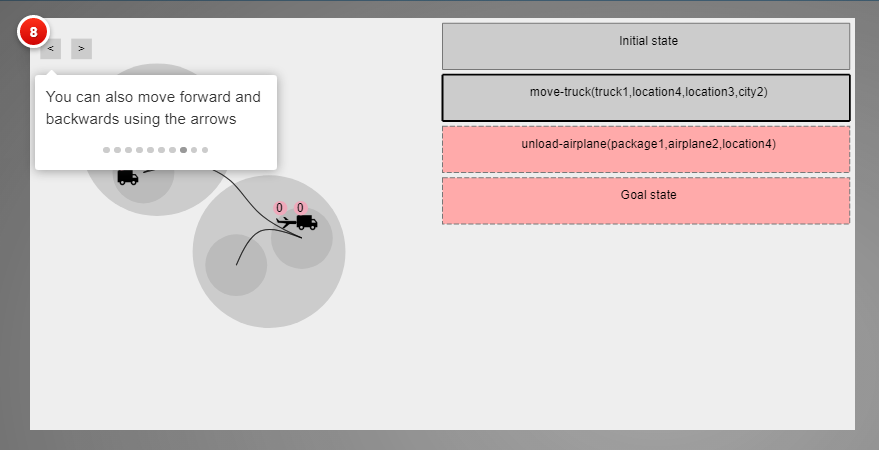 8
< >
You can also move forward and
backwards using the arrows
0 0
Initial state
move-truck(truck1,location4,location3,city2)
unload-airplane(package1,airplane2,location4)
Goal state